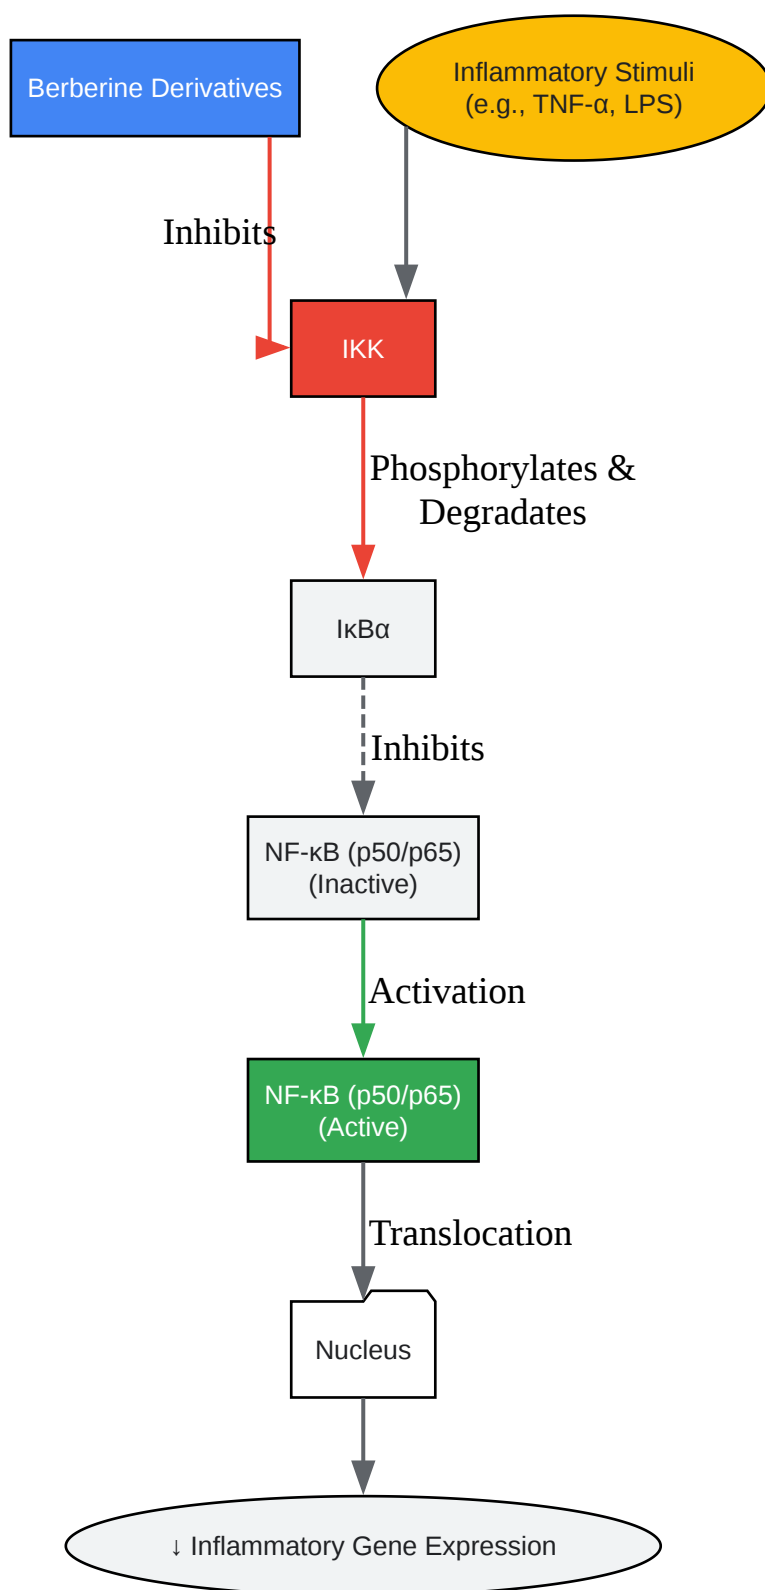 Berberine Derivatives
Inflammatory Stimuli
(e.g., TNF-α, LPS)
Inhibits
IKK
Phosphorylates &
Degradates
IκBα
Inhibits
NF-κB (p50/p65)
(Inactive)
Activation
NF-κB (p50/p65)
(Active)
Translocation
Nucleus
↓ Inflammatory Gene Expression